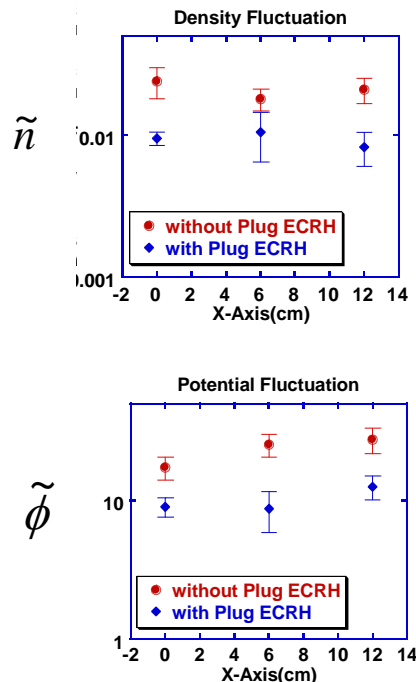 Density Fluctuation
ñ
.01
without Plug ECRH
with Plug ECRH
.001
-2 0 2 4 6 8 10 12 14
X-Axis(cm)
Potential Fluctuation
10
ϕ̃
without Plug ECRH
with Plug ECRH
1
-2 0 2 4 6 8 10 12 14
X-Axis(cm)